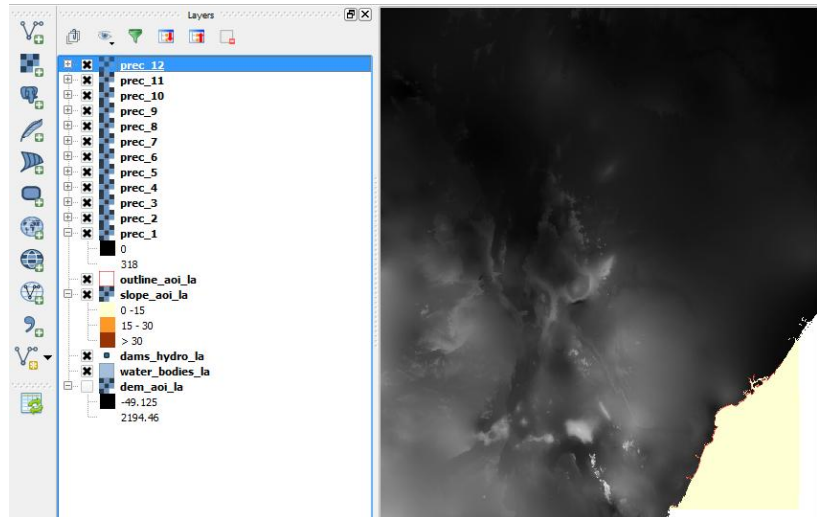 Layers
prec_12
prec_11
prec_10
prec_9
prec_8
prec_7
prec_6
prec_5
prec_4
prec_3
prec_2
prec_1
0
318
outline_aoi_la
slope_aoi_la
0 -15
15 - 30
> 30
dams_hydro_la
water_bodies_la
dem_aoi_la
-49.125
2194.46